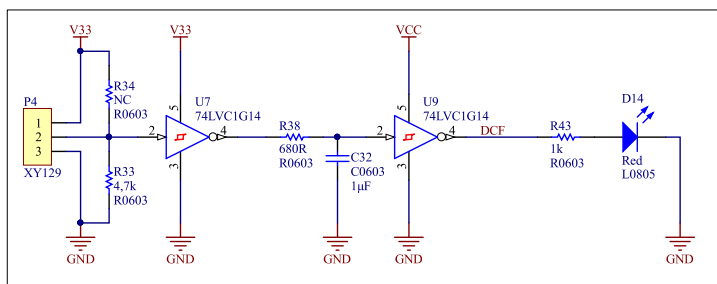 V33
V33
VCC
P4
1
2
3
XY129
R34
NC
R0603
R33
4,7k
R0603
GND
U7
74LVC1G14
5
2
4
3
GND
R38
680R
R0603
C32
C0603
1µF
GND
U9
74LVC1G14
5
2
4
3
GND
DCF
R43
1k
R0603
D14
Red
L0805
GND